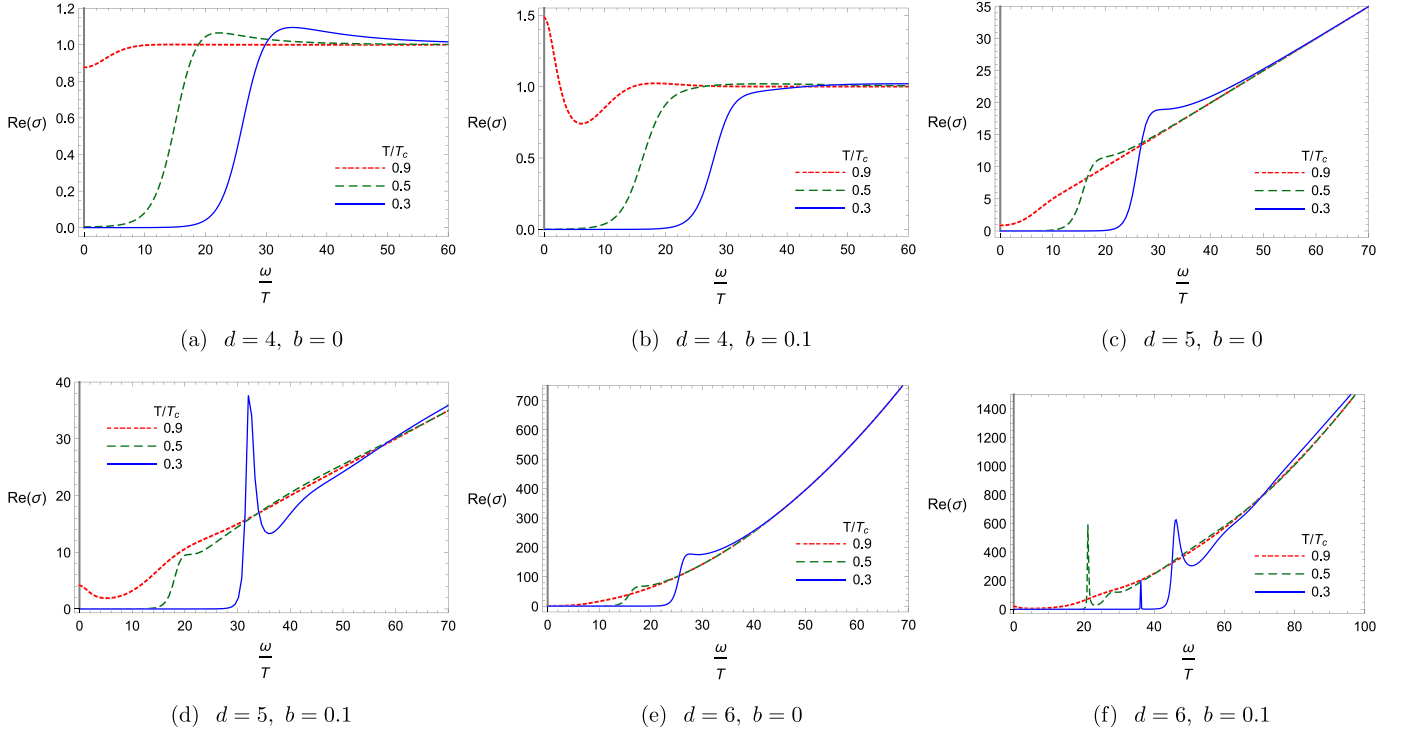 1.2
1.0
0.8
0.6
0.4
0.2
0.0
Re(σ)
0 10 20 30 40 50 60
ω/T
T/Tc
0.9
0.5
0.3
(a) d = 4, b = 0
1.5
1.0
0.5
0.0
Re(σ)
0 10 20 30 40 50 60
ω/T
T/Tc
0.9
0.5
0.3
(b) d = 4, b = 0.1
35
30
25
20
15
10
5
0
Re(σ)
0 10 20 30 40 50 60 70
ω/T
T/Tc
0.9
0.5
0.3
(c) d = 5, b = 0
40
30
20
10
0
Re(σ)
0 10 20 30 40 50 60 70
ω/T
T/Tc
0.9
0.5
0.3
(d) d = 5, b = 0.1
700
600
500
400
300
200
100
0
Re(σ)
0 10 20 30 40 50 60 70
ω/T
T/Tc
0.9
0.5
0.3
(e) d = 6, b = 0
1400
1200
1000
800
600
400
200
0
Re(σ)
0 20 40 60 80 100
ω/T
T/Tc
0.9
0.5
0.3
(f) d = 6, b = 0.1